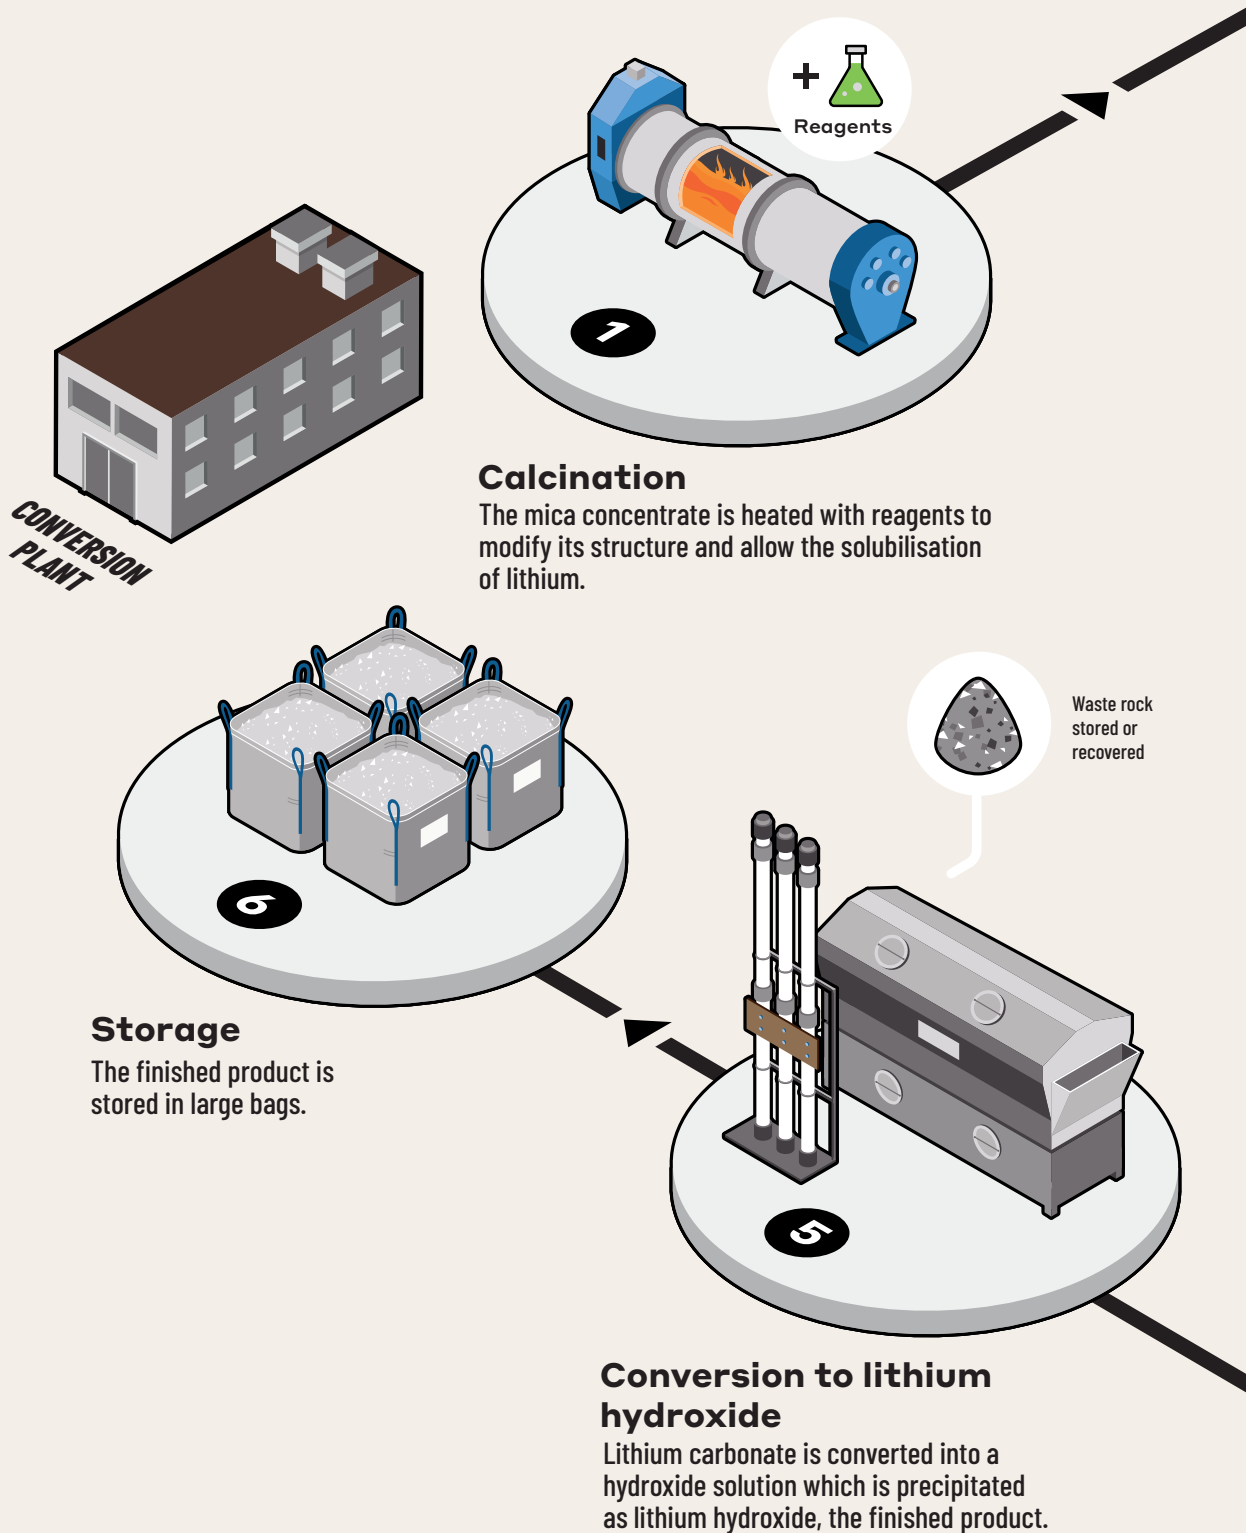 +
Reagents
1
CONVERSION
PLANT
Calcination
The mica concentrate is heated with reagents to
modify its structure and allow the solubilisation
of lithium.
Waste rock
stored or
recovered
6
Storage
The finished product is
stored in large bags.
5
Conversion to lithium
hydroxide
Lithium carbonate is converted into a
hydroxide solution which is precipitated
as lithium hydroxide, the finished product.